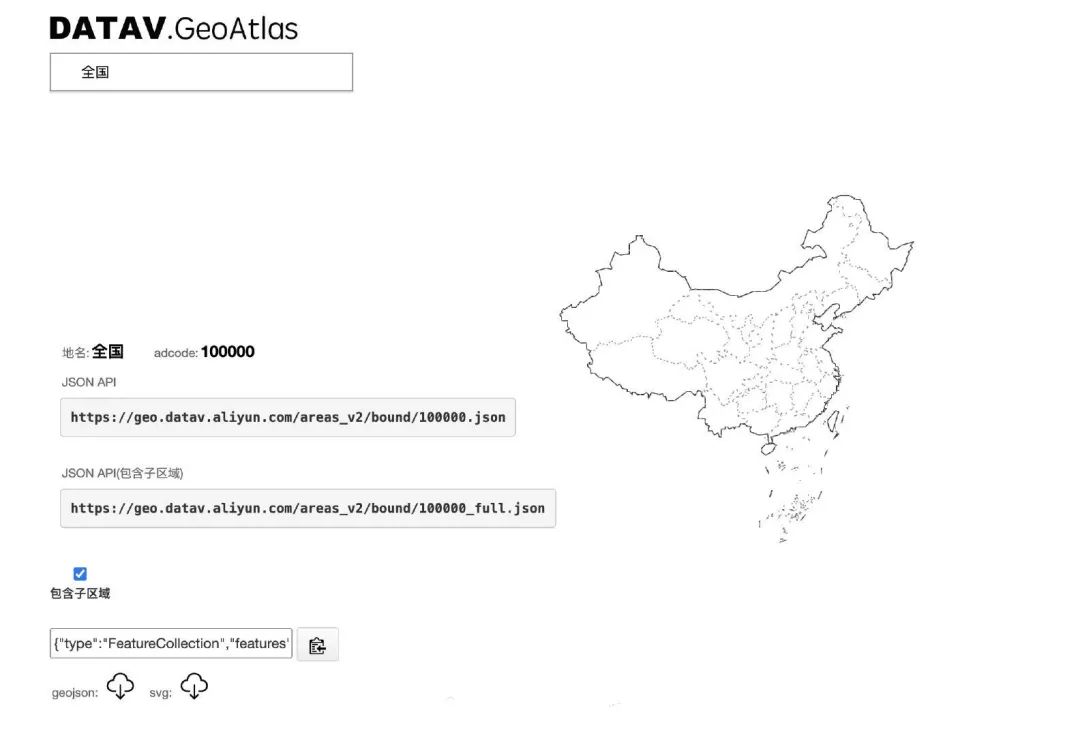 DATAV.GeoAtlas
全国
地名: 全国 adcode: 100000
JSON API
https://geo.datav.aliyun.com/areas_v2/bound/100000.json
JSON API(包含子区域)
https://geo.datav.aliyun.com/areas_v2/bound/100000_full.json
包含子区域
{"type":"FeatureCollection","features"
geojson: svg: